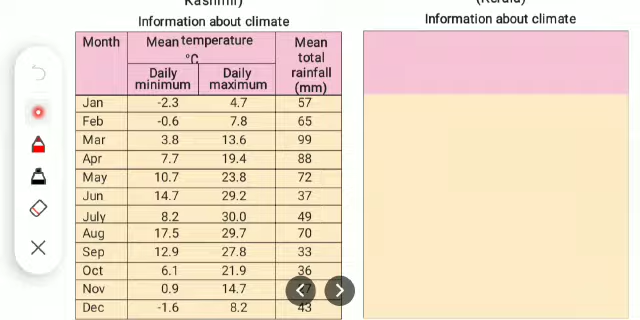 Kashmir)
(Kerala)
Information about climate
Information about climate
Month Mean temperature °C Mean total rainfall (mm)
Daily minimum Daily maximum
Jan -2.3 4.7 57
Feb -0.6 7.8 65
Mar 3.8 13.6 99
Apr 7.7 19.4 88
May 10.7 23.8 72
Jun 14.7 29.2 37
July 8.2 30.0 49
Aug 17.5 29.7 70
Sep 12.9 27.8 33
Oct 6.1 21.9 36
Nov 0.9 14.7
Dec -1.6 8.2 43